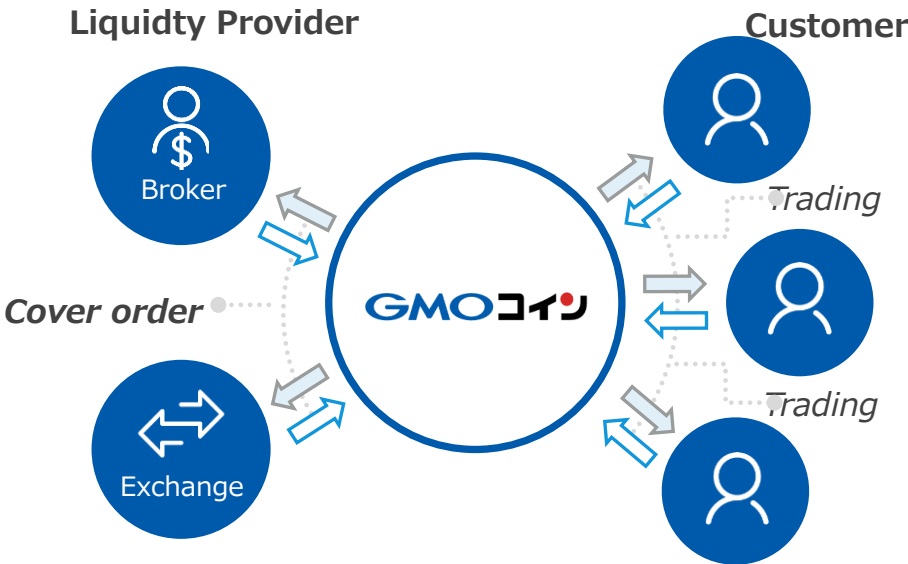 Liquidty Provider
Customer
Broker
Trading
Cover order
GMOコイン
Trading
Exchange